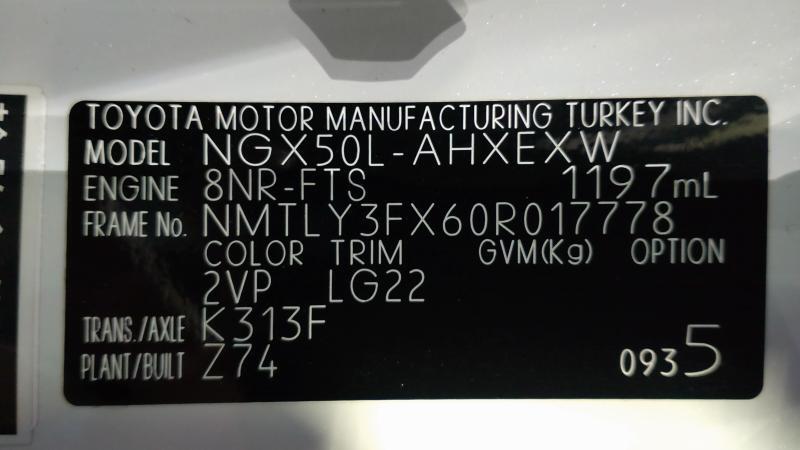 TOYOTA MOTOR MANUFACTURING TURKEY INC.
MODEL NGX50L-AHXEXW
ENGINE 8NR-FTS 1197mL
FRAME No. NMTLY3FX60R017778
COLOR TRIM GVM(Kg) OPTION
2VP LG22
TRANS./AXLE K313F
PLANT/BUILT Z74 0935